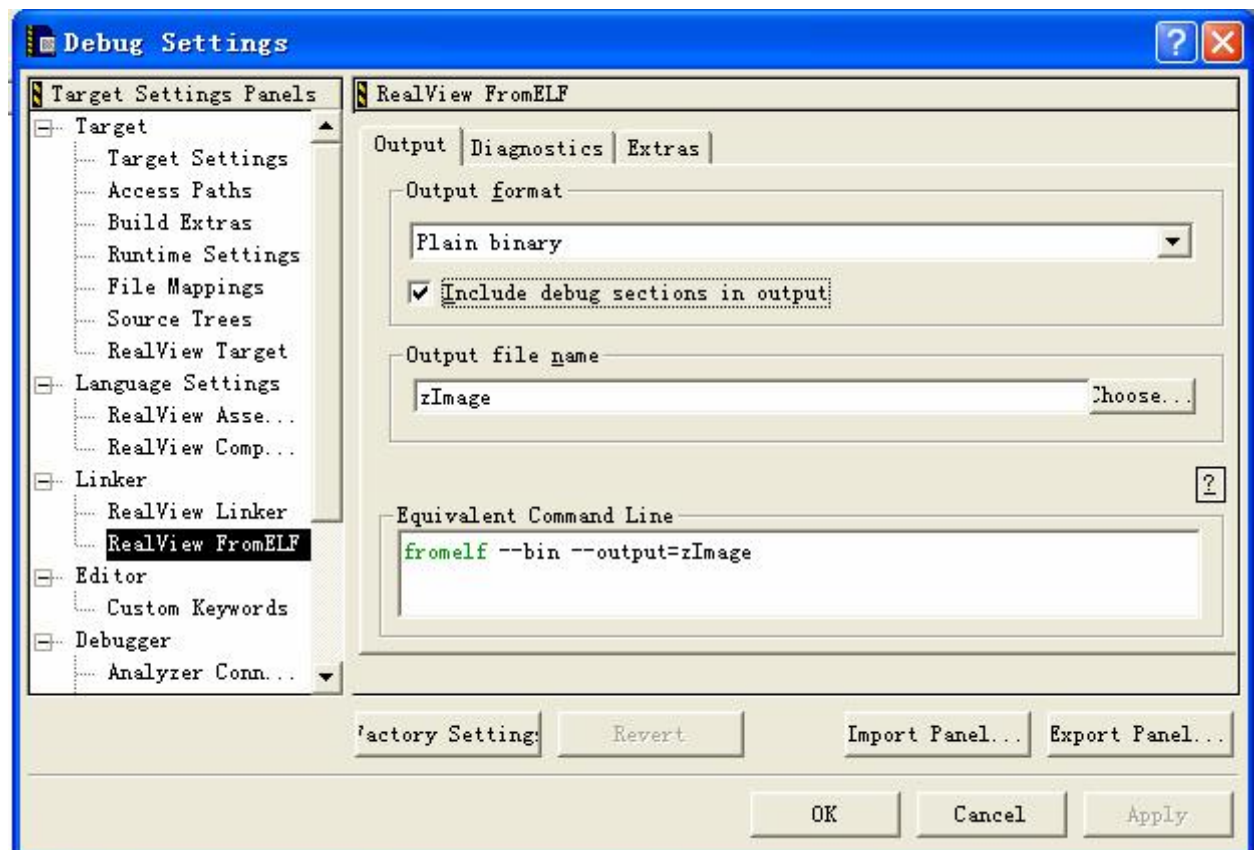 Debug Settings
Target Settings Panels
Target
Target Settings
Access Paths
Build Extras
Runtime Settings
File Mappings
Source Trees
RealView Target
Language Settings
RealView Asse...
RealView Comp...
Linker
RealView Linker
RealView FromELF
Editor
Custom Keywords
Debugger
Analyzer Conn...
RealView FromELF
Output Diagnostics Extras
Output format
Plain binary
Include debug sections in output
Output file name
zImage Choose...
?
Equivalent Command Line
fromelf --bin --output=zImage
Factory Settings Revert Import Panel... Export Panel...
OK Cancel Apply